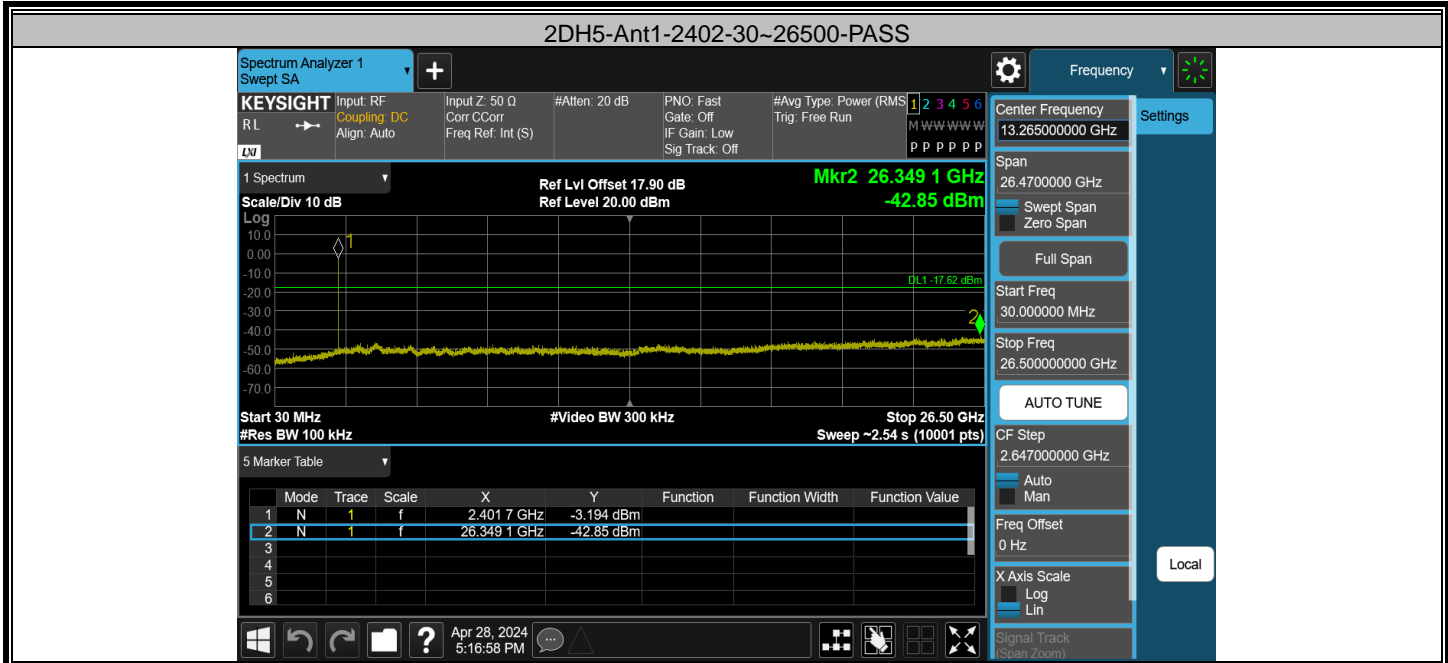 2DH5-Ant1-2402-30~26500-PASS
Spectrum Analyzer 1
Swept SA
+
Frequency
KEYSIGHT
RL
LXI
Input: RF
Coupling: DC
Align: Auto
Input Z: 50 Ω
Corr CCorr
Freq Ref: Int (S)
#Atten: 20 dB
PNO: Fast
Gate: Off
IF Gain: Low
Sig Track: Off
#Avg Type: Power (RMS
Trig: Free Run
1 2 3 4 5 6
M W W W W W
P P P P P P
1 Spectrum
Scale/Div 10 dB
Ref Lvl Offset 17.90 dB
Ref Level 20.00 dBm
Mkr2 26.349 1 GHz
-42.85 dBm
Log
10.0
0.00
-10.0
-20.0
-30.0
-40.0
-50.0
-60.0
-70.0
1
DL1 -17.62 dBm
2
Start 30 MHz
#Video BW 300 kHz
Stop 26.50 GHz
#Res BW 100 kHz
Sweep ~2.54 s (10001 pts)
5 Marker Table
Mode Trace Scale X Y Function Function Width Function Value
1 N 1 f 2.401 7 GHz -3.194 dBm
2 N 1 f 26.349 1 GHz -42.85 dBm
3
4
5
6
Center Frequency
13.265000000 GHz
Span
26.4700000 GHz
Swept Span
Zero Span
Full Span
Start Freq
30.000000 MHz
Stop Freq
26.500000000 GHz
AUTO TUNE
CF Step
2.647000000 GHz
Auto
Man
Freq Offset
0 Hz
X Axis Scale
Log
Lin
Signal Track
(Span Zoom)
Settings
Local
?
Apr 28, 2024
5:16:58 PM